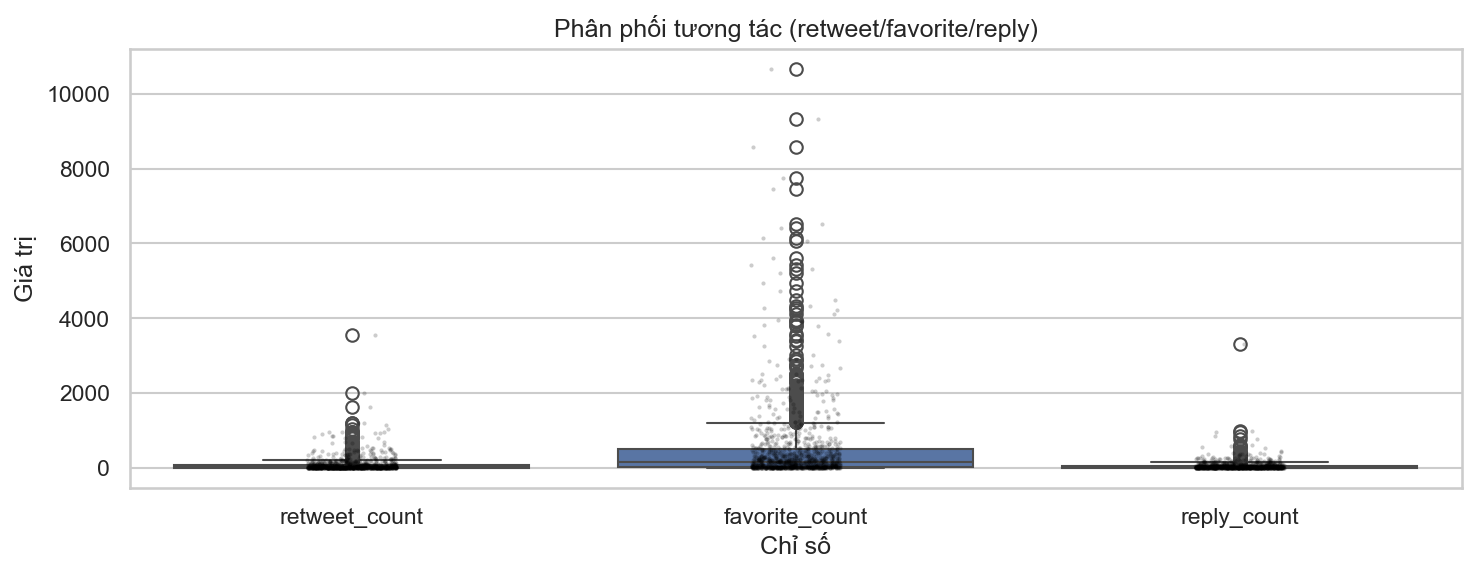 Phân phối tương tác (retweet/favorite/reply)
Giá trị
10000
8000
6000
4000
2000
0
retweet_count
favorite_count
reply_count
Chỉ số